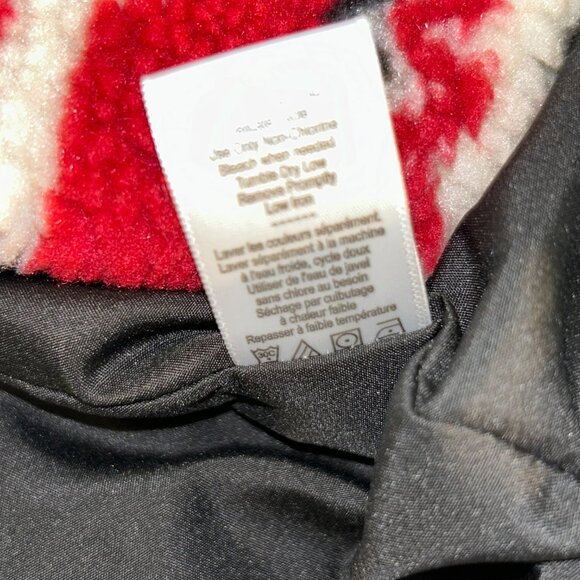 Use Only Non-Chlorine
Bleach when needed
Tumble Dry Low
Remove Promptly
Low Iron
Laver les couleurs séparément.
Laver séparément à la machine
à l'eau froide, cycle doux
Utiliser de l'eau de javel
sans chlore au besoin
Séchage par culbutage
à chaleur faible
Repasser à faible température